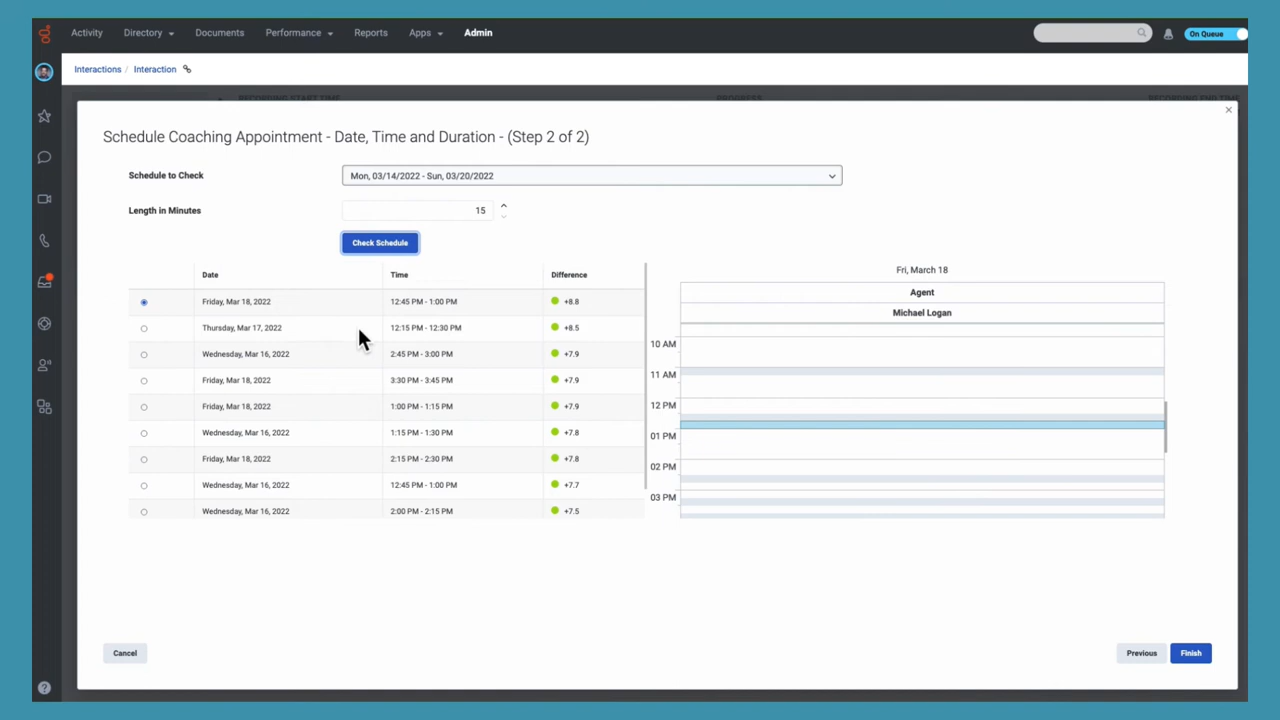 Activity Directory Documents Performance Reports Apps Admin On Queue
Interactions / Interaction
RECORDING START TIME PROGRESS RECORDING END TIME
Schedule Coaching Appointment - Date, Time and Duration - (Step 2 of 2)
Schedule to Check Mon, 03/14/2022 - Sun, 03/20/2022
Length in Minutes 15
Check Schedule
Date Time Difference
Friday, Mar 18, 2022 12:45 PM - 1:00 PM +8.8
Thursday, Mar 17, 2022 12:15 PM - 12:30 PM +8.5
Wednesday, Mar 16, 2022 2:45 PM - 3:00 PM +7.9
Friday, Mar 18, 2022 3:30 PM - 3:45 PM +7.9
Friday, Mar 18, 2022 1:00 PM - 1:15 PM +7.9
Wednesday, Mar 16, 2022 1:15 PM - 1:30 PM +7.8
Friday, Mar 18, 2022 2:15 PM - 2:30 PM +7.8
Wednesday, Mar 16, 2022 12:45 PM - 1:00 PM +7.7
Wednesday, Mar 16, 2022 2:00 PM - 2:15 PM +7.5
Fri, March 18
Agent
Michael Logan
10 AM
11 AM
12 PM
01 PM
02 PM
03 PM
Cancel Previous Finish